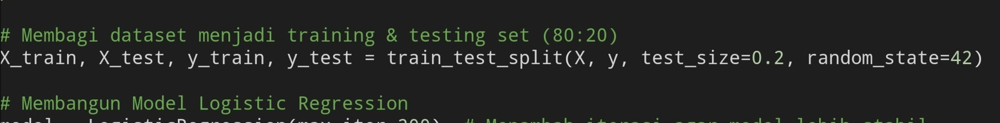 # Membagi dataset menjadi training & testing set (80:20)
X_train, X_test, y_train, y_test = train_test_split(X, y, test_size=0.2, random_state=42)
# Membangun Model Logistic Regression
model = LogisticRegression(max_iter=200) # Menambah iterasi agar model lebih stabil